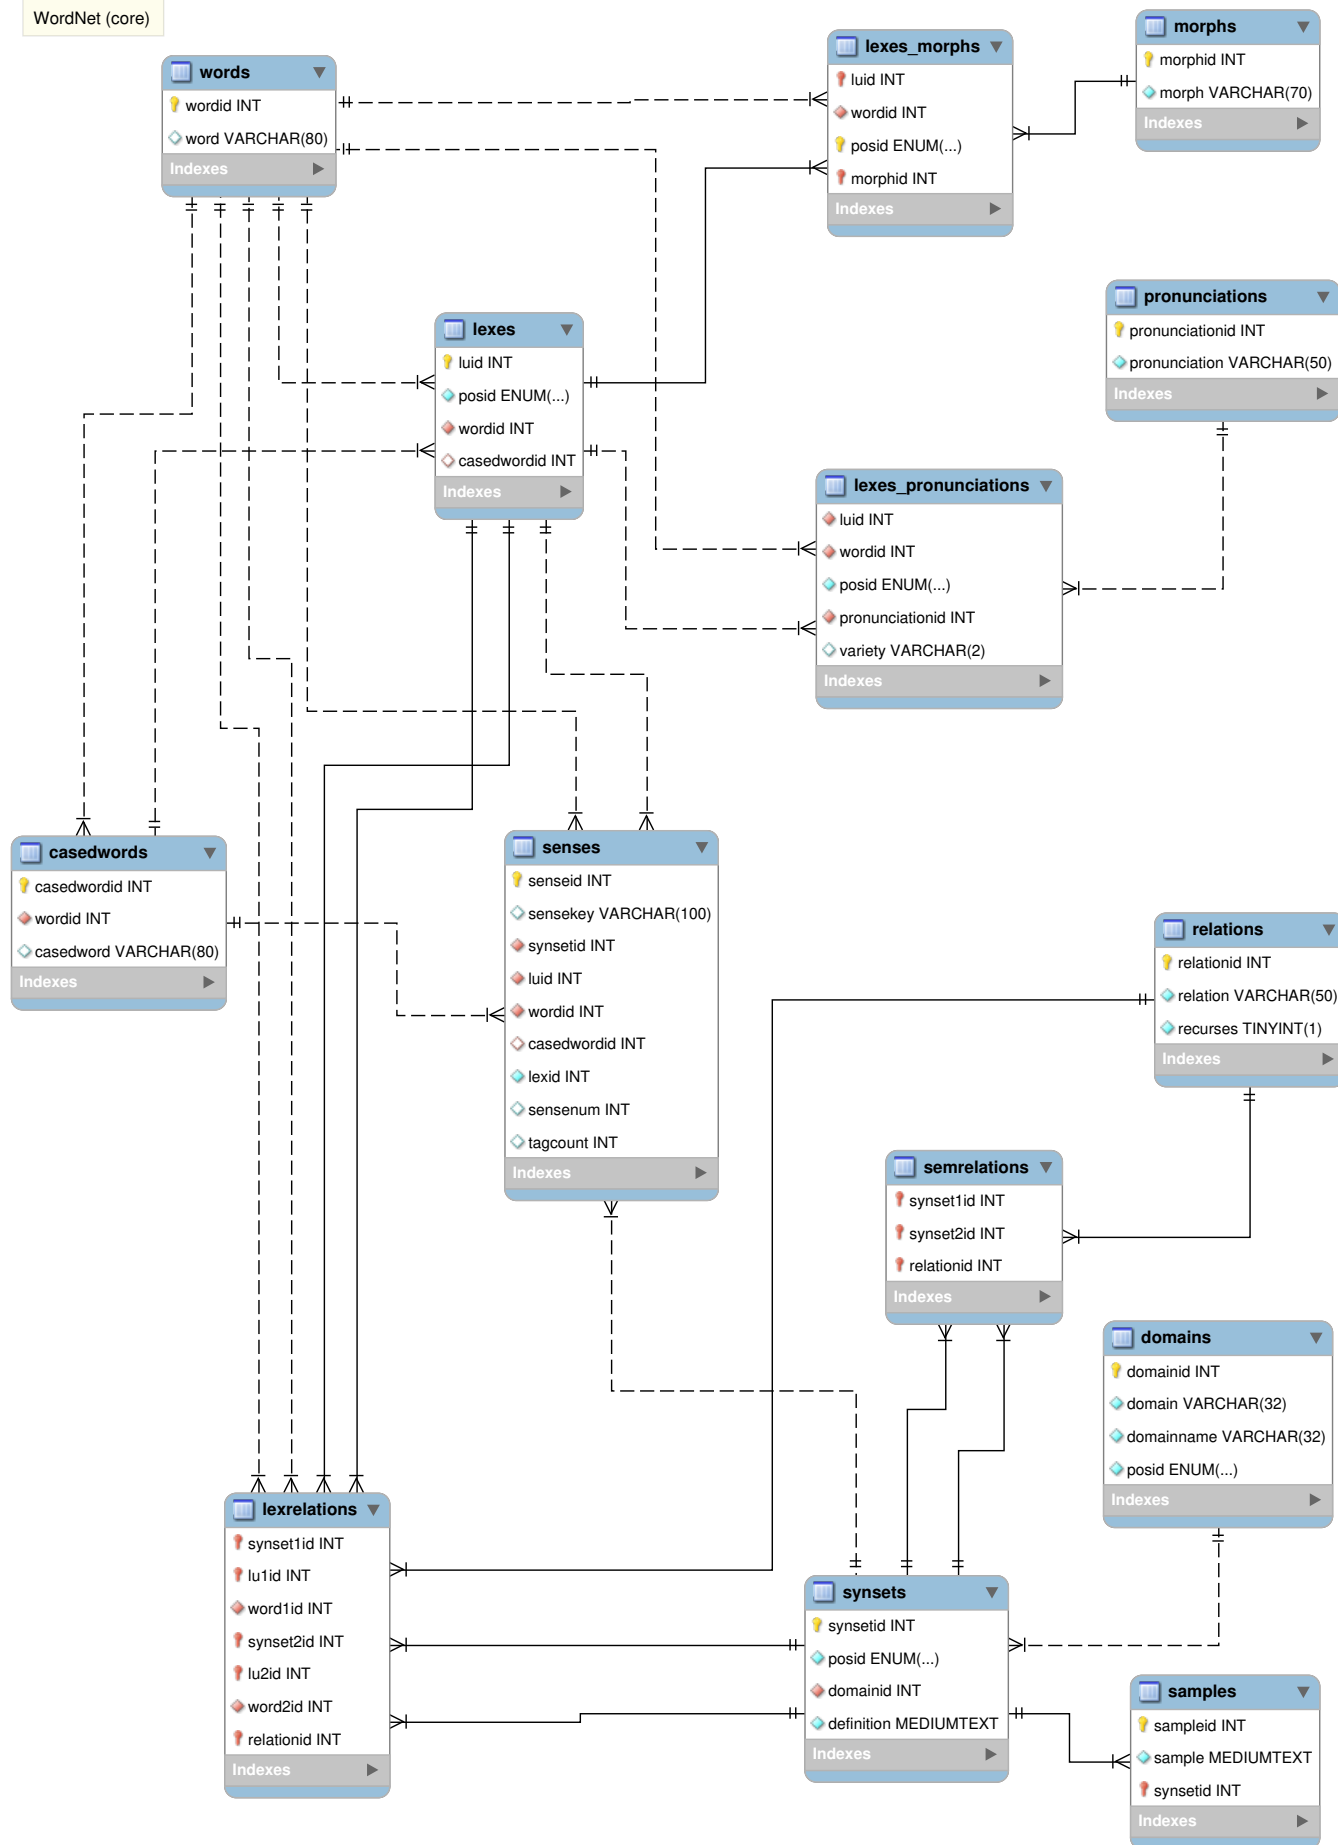 WordNet (core)
words
wordid INT
word VARCHAR(80)
Indexes
lexes_morphs
luid INT
wordid INT
posid ENUM(...)
morphid INT
Indexes
morphs
morphid INT
morph VARCHAR(70)
Indexes
pronunciations
pronunciationid INT
pronunciation VARCHAR(50)
Indexes
lexes
luid INT
posid ENUM(...)
wordid INT
casedwordid INT
Indexes
lexes_pronunciations
luid INT
wordid INT
posid ENUM(...)
pronunciationid INT
variety VARCHAR(2)
Indexes
casedwords
casedwordid INT
wordid INT
casedword VARCHAR(80)
Indexes
senses
senseid INT
sensekey VARCHAR(100)
synsetid INT
luid INT
wordid INT
casedwordid INT
lexid INT
sensenum INT
tagcount INT
Indexes
relations
relationid INT
relation VARCHAR(50)
recurses TINYINT(1)
Indexes
semrelations
synset1id INT
synset2id INT
relationid INT
Indexes
domains
domainid INT
domain VARCHAR(32)
domainname VARCHAR(32)
posid ENUM(...)
Indexes
lexrelations
synset1id INT
lu1id INT
word1id INT
synset2id INT
lu2id INT
word2id INT
relationid INT
Indexes
synsets
synsetid INT
posid ENUM(...)
domainid INT
definition MEDIUMTEXT
Indexes
samples
sampleid INT
sample MEDIUMTEXT
synsetid INT
Indexes